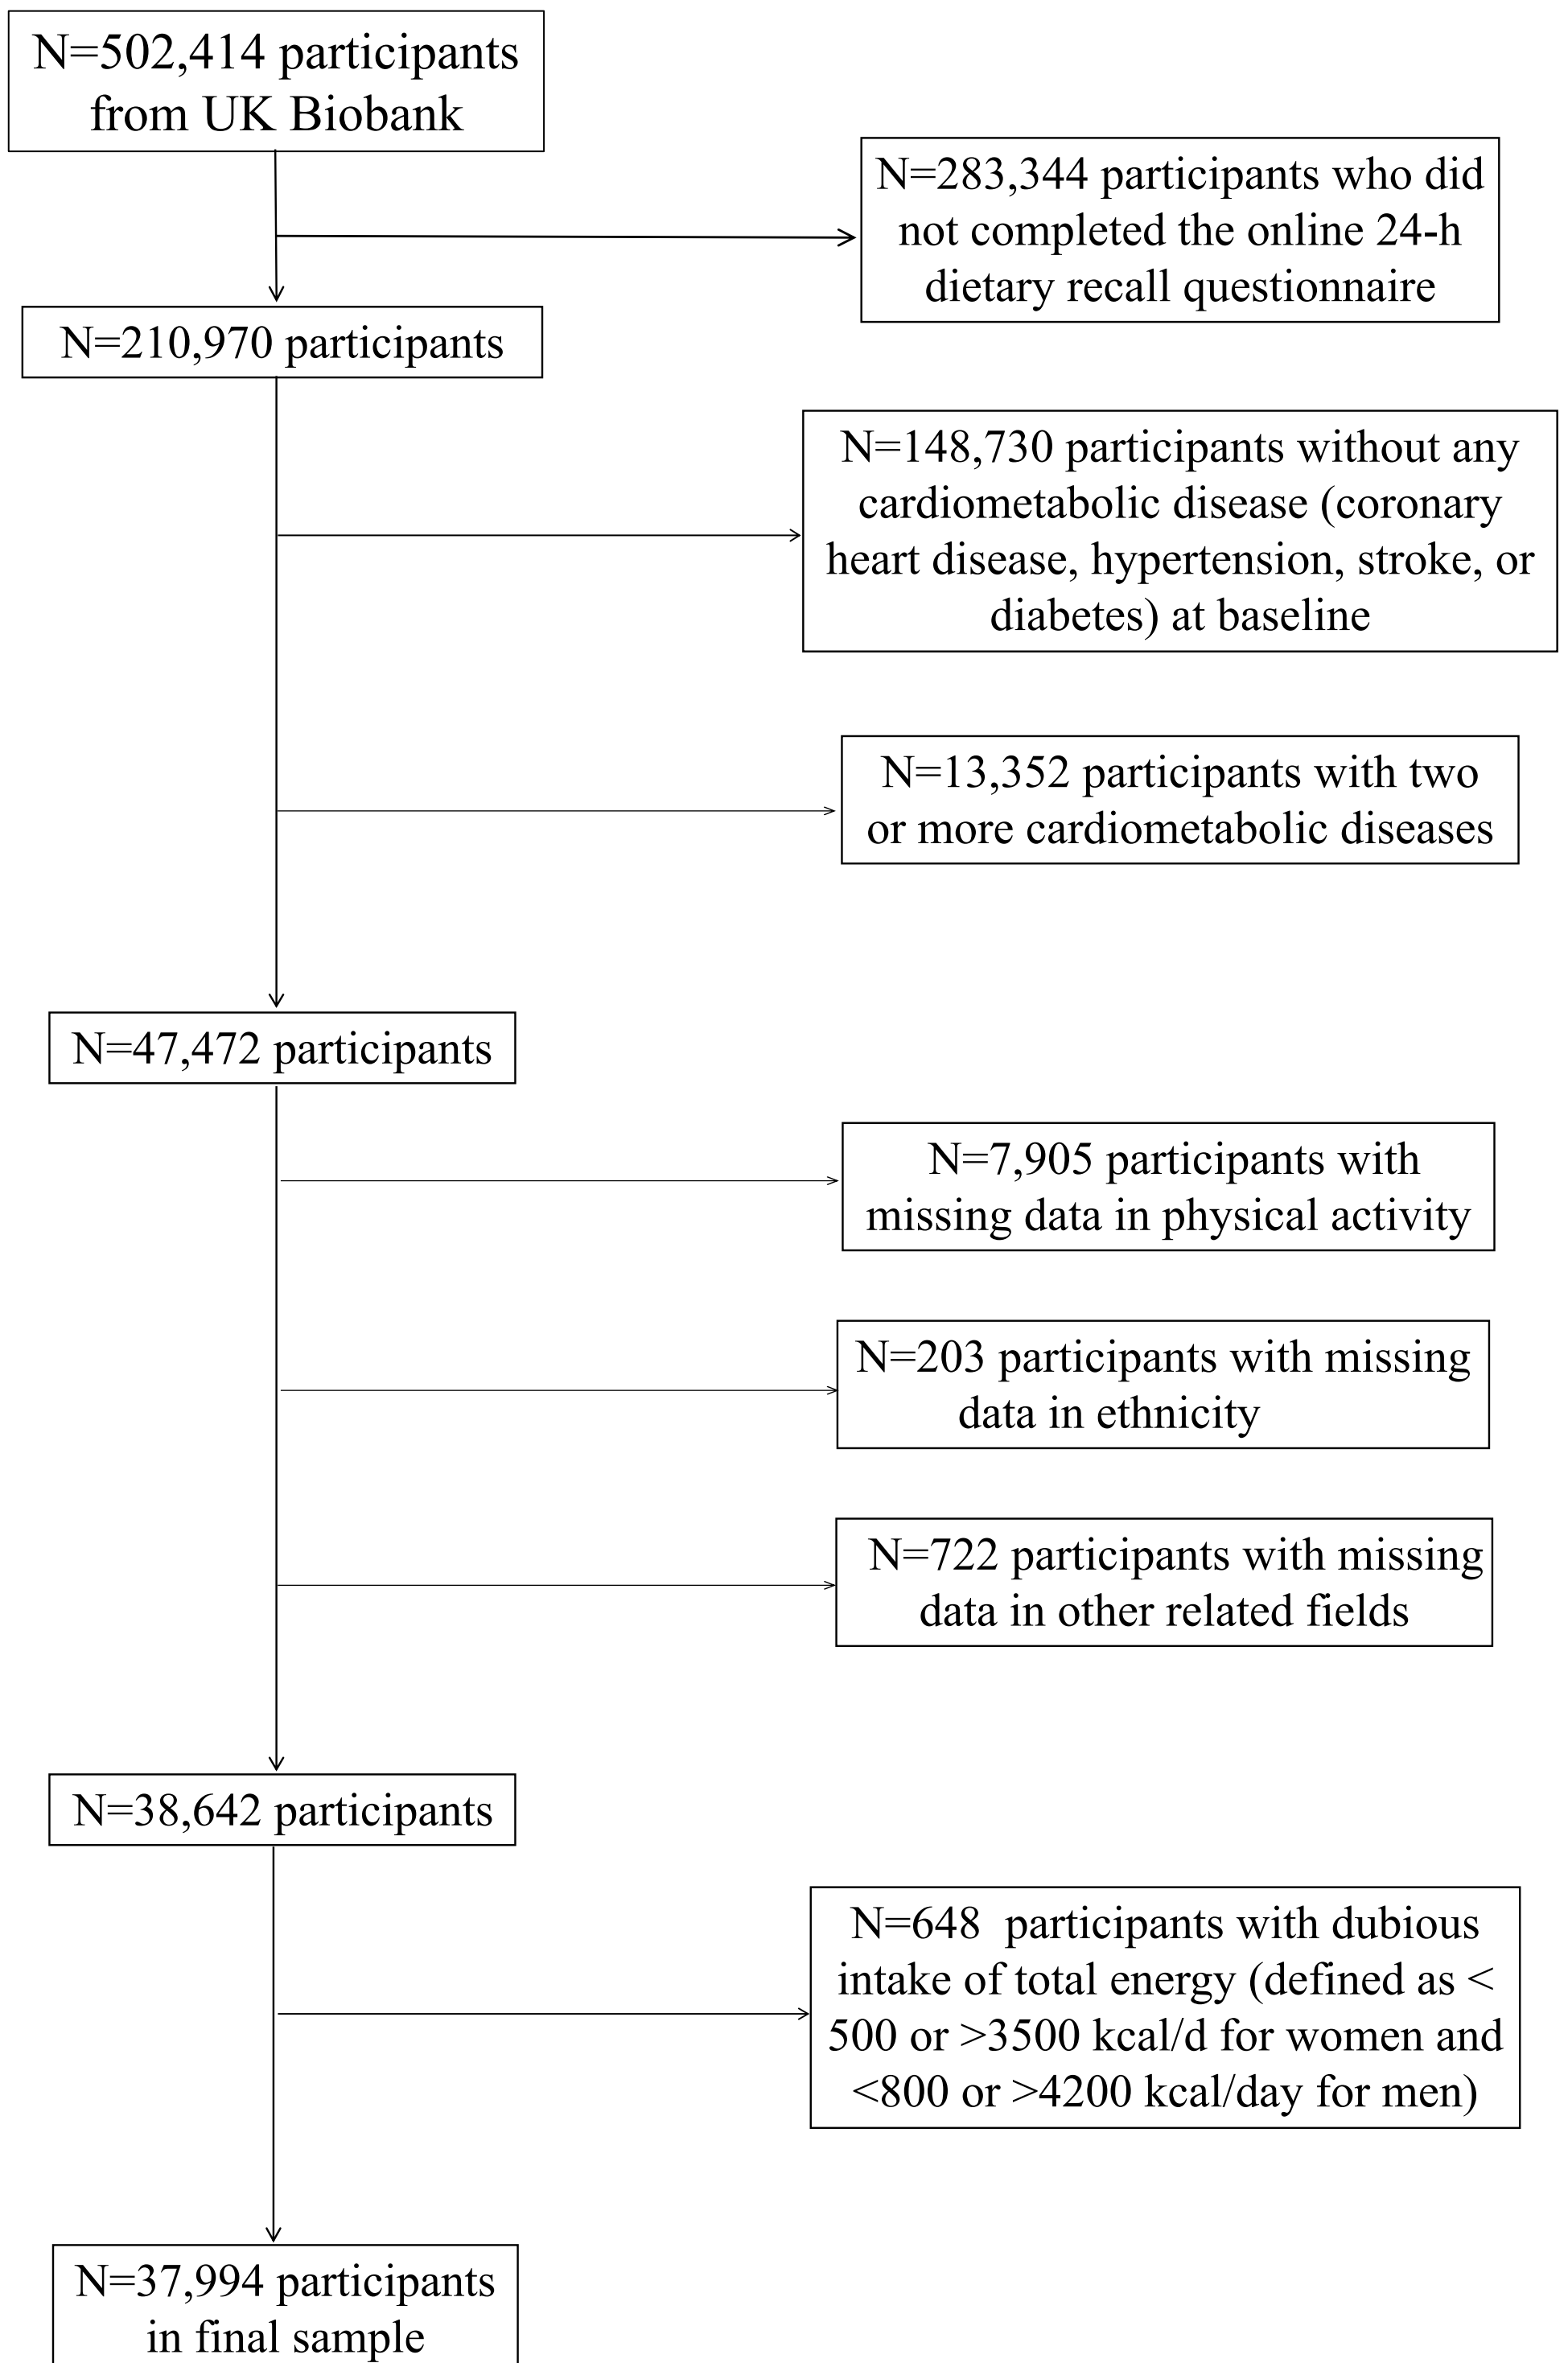 N=502,414 participants
from UK Biobank
N=283,344 participants who did
not completed the online 24-h
dietary recall questionnaire
N=210,970 participants
N=148,730 participants without any
cardiometabolic disease (coronary
heart disease, hypertension, stroke, or
diabetes) at baseline
N=13,352 participants with two
or more cardiometabolic diseases
N=47,472 participants
N=7,905 participants with
missing data in physical activity
N=203 participants with missing
data in ethnicity
N=722 participants with missing
data in other related fields
N=38,642 participants
N=648  participants with dubious
intake of total energy (defined as <
500 or >3500 kcal/d for women and
<800 or >4200 kcal/day for men)
N=37,994 participants
in final sample